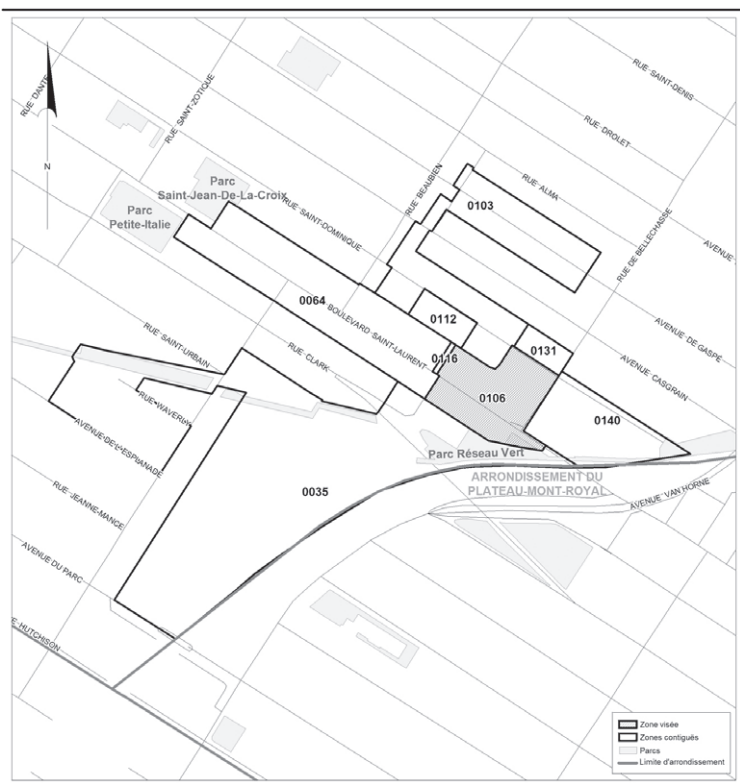 RUE DANTE
RUE SAINT-ZOTIQUE
RUE SAINT-DENIS
RUE DROLET
N
RUE BEAUBIEN
RUE ALMA
Parc
Saint-Jean-De-La-Croix
Parc
Petite-Italie
RUE SAINT-DOMINIQUE
0103
RUE DE BELLECHASSE
AVENUE
0064
BOULEVARD SAINT-LAURENT
0112
AVENUE DE GASPÉ
RUE SAINT-URBAIN
RUE CLARK
0116
0131
AVENUE CASGRAIN
RUE WAVERLY
0106
0140
AVENUE DE L'ESPLANADE
Parc Réseau Vert
ARRONDISSEMENT DU
PLATEAU-MONT-ROYAL
AVENUE VAN HORNE
RUE JEANNE-MANCE
0035
AVENUE DU PARC
E HUTCHISON
Zone visée
Zones contiguës
Parcs
Limite d'arrondissement